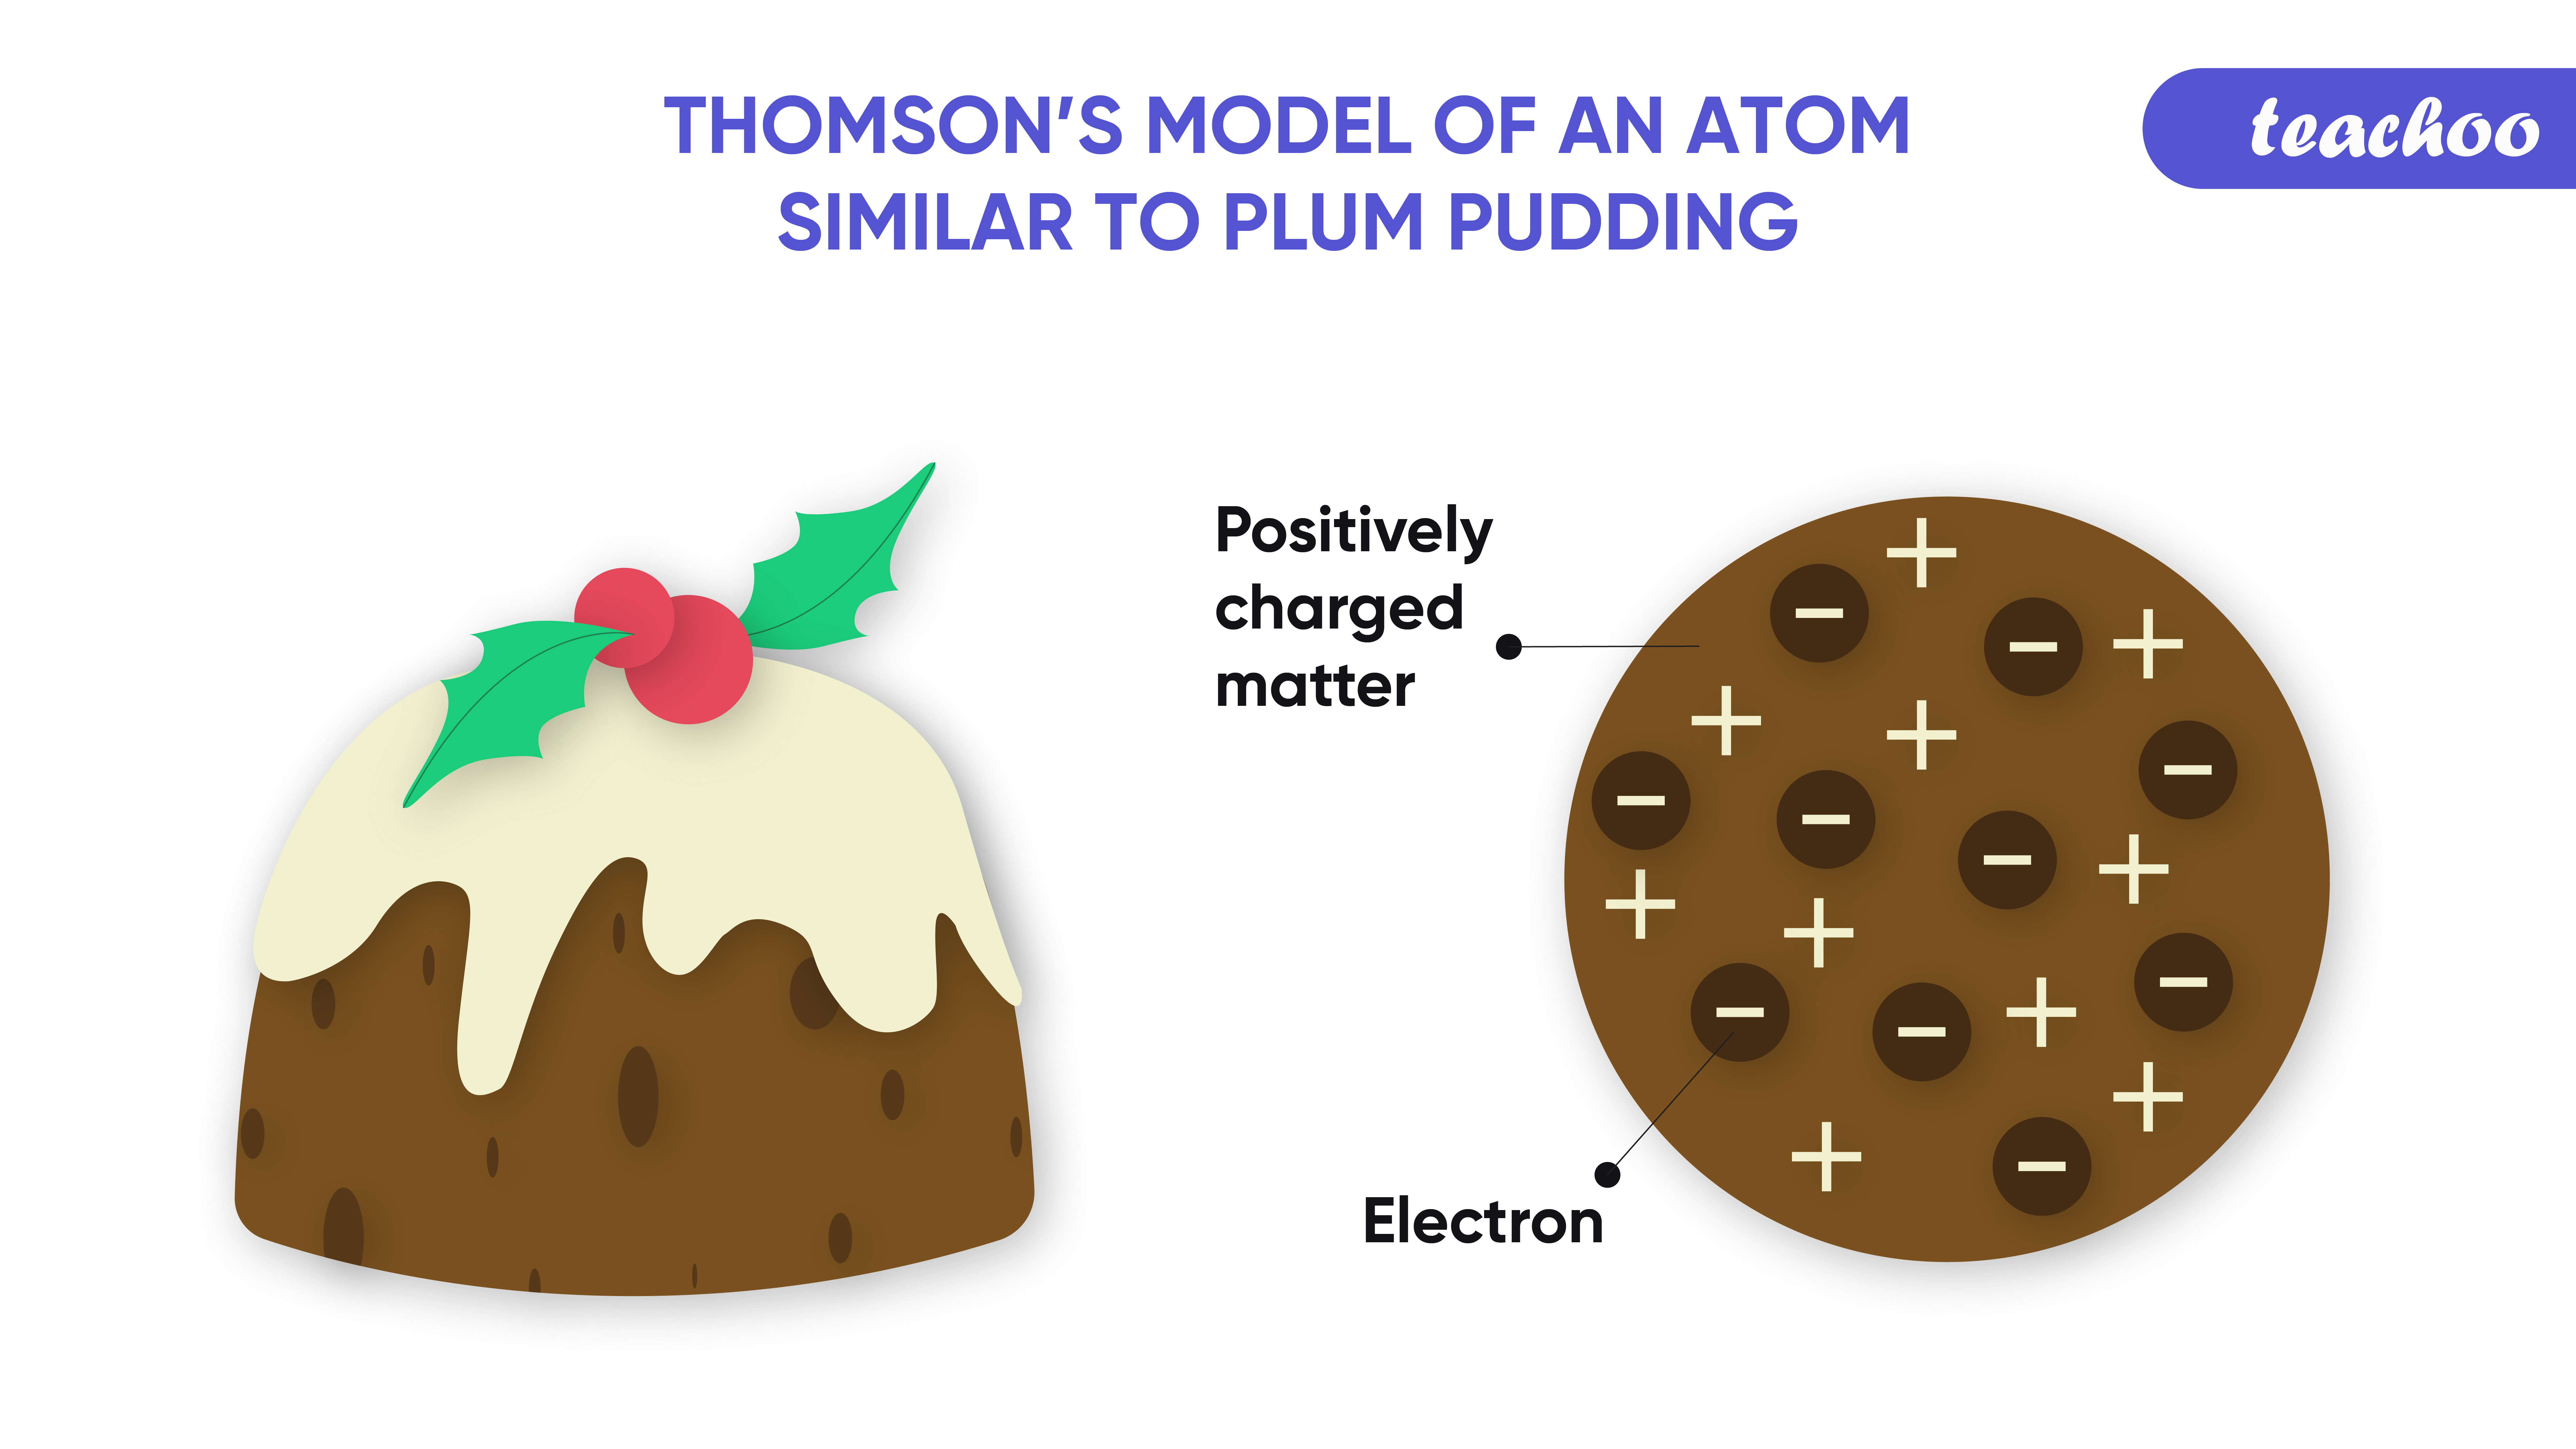 THOMSON’S MODEL OF AN ATOM
SIMILAR TO PLUM PUDDING
teachoo
Positively
charged
matter
Electron